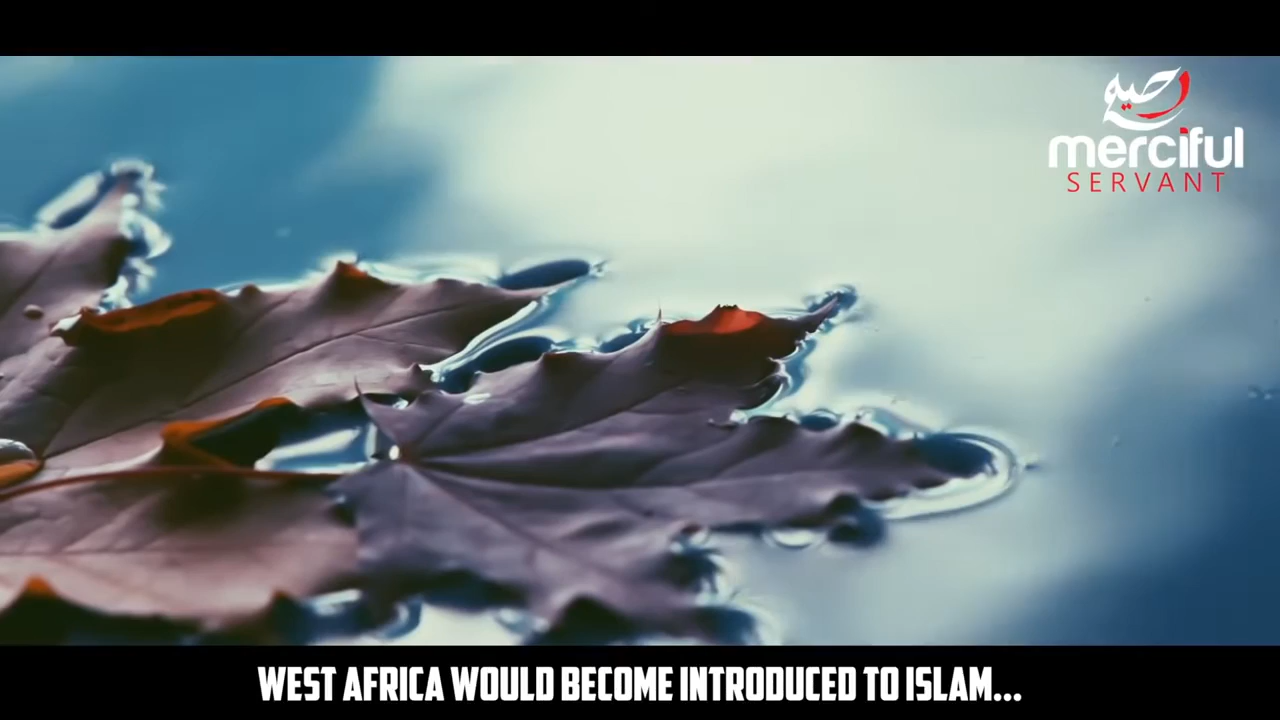 رحيم
merciful
SERVANT
WEST AFRICA WOULD BECOME INTRODUCED TO ISLAM...